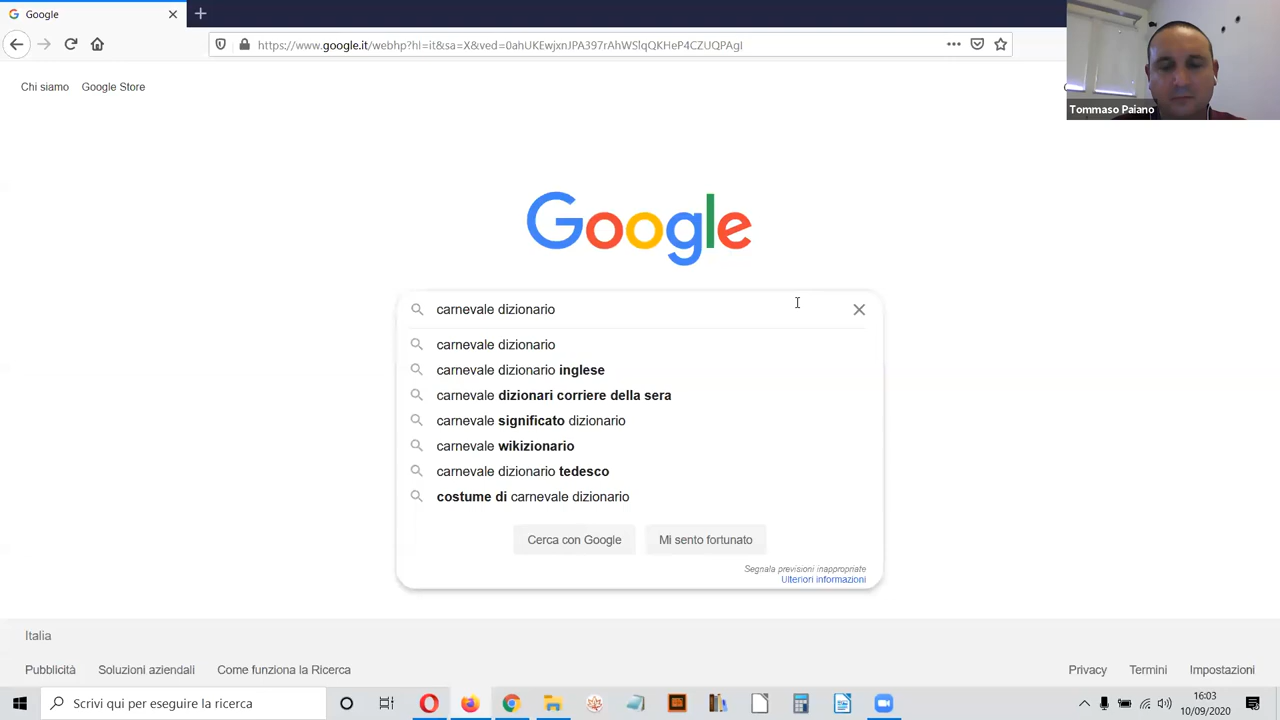 Google
https://www.google.it/webhp?hl=it&sa=X&ved=0ahUKEwjxnJPA397rAhWSlqQKHeP4CZUQPAgI
Tommaso Paiano
Chi siamo Google Store
Google
carnevale dizionario
carnevale dizionario
carnevale dizionario inglese
carnevale dizionari corriere della sera
carnevale significato dizionario
carnevale wikizionario
carnevale dizionario tedesco
costume di carnevale dizionario
Cerca con Google Mi sento fortunato
Segnala previsioni inappropriate
Ulteriori informazioni
Italia
Pubblicità Soluzioni aziendali Come funziona la Ricerca Privacy Termini Impostazioni
Scrivi qui per eseguire la ricerca
16:03
10/09/2020